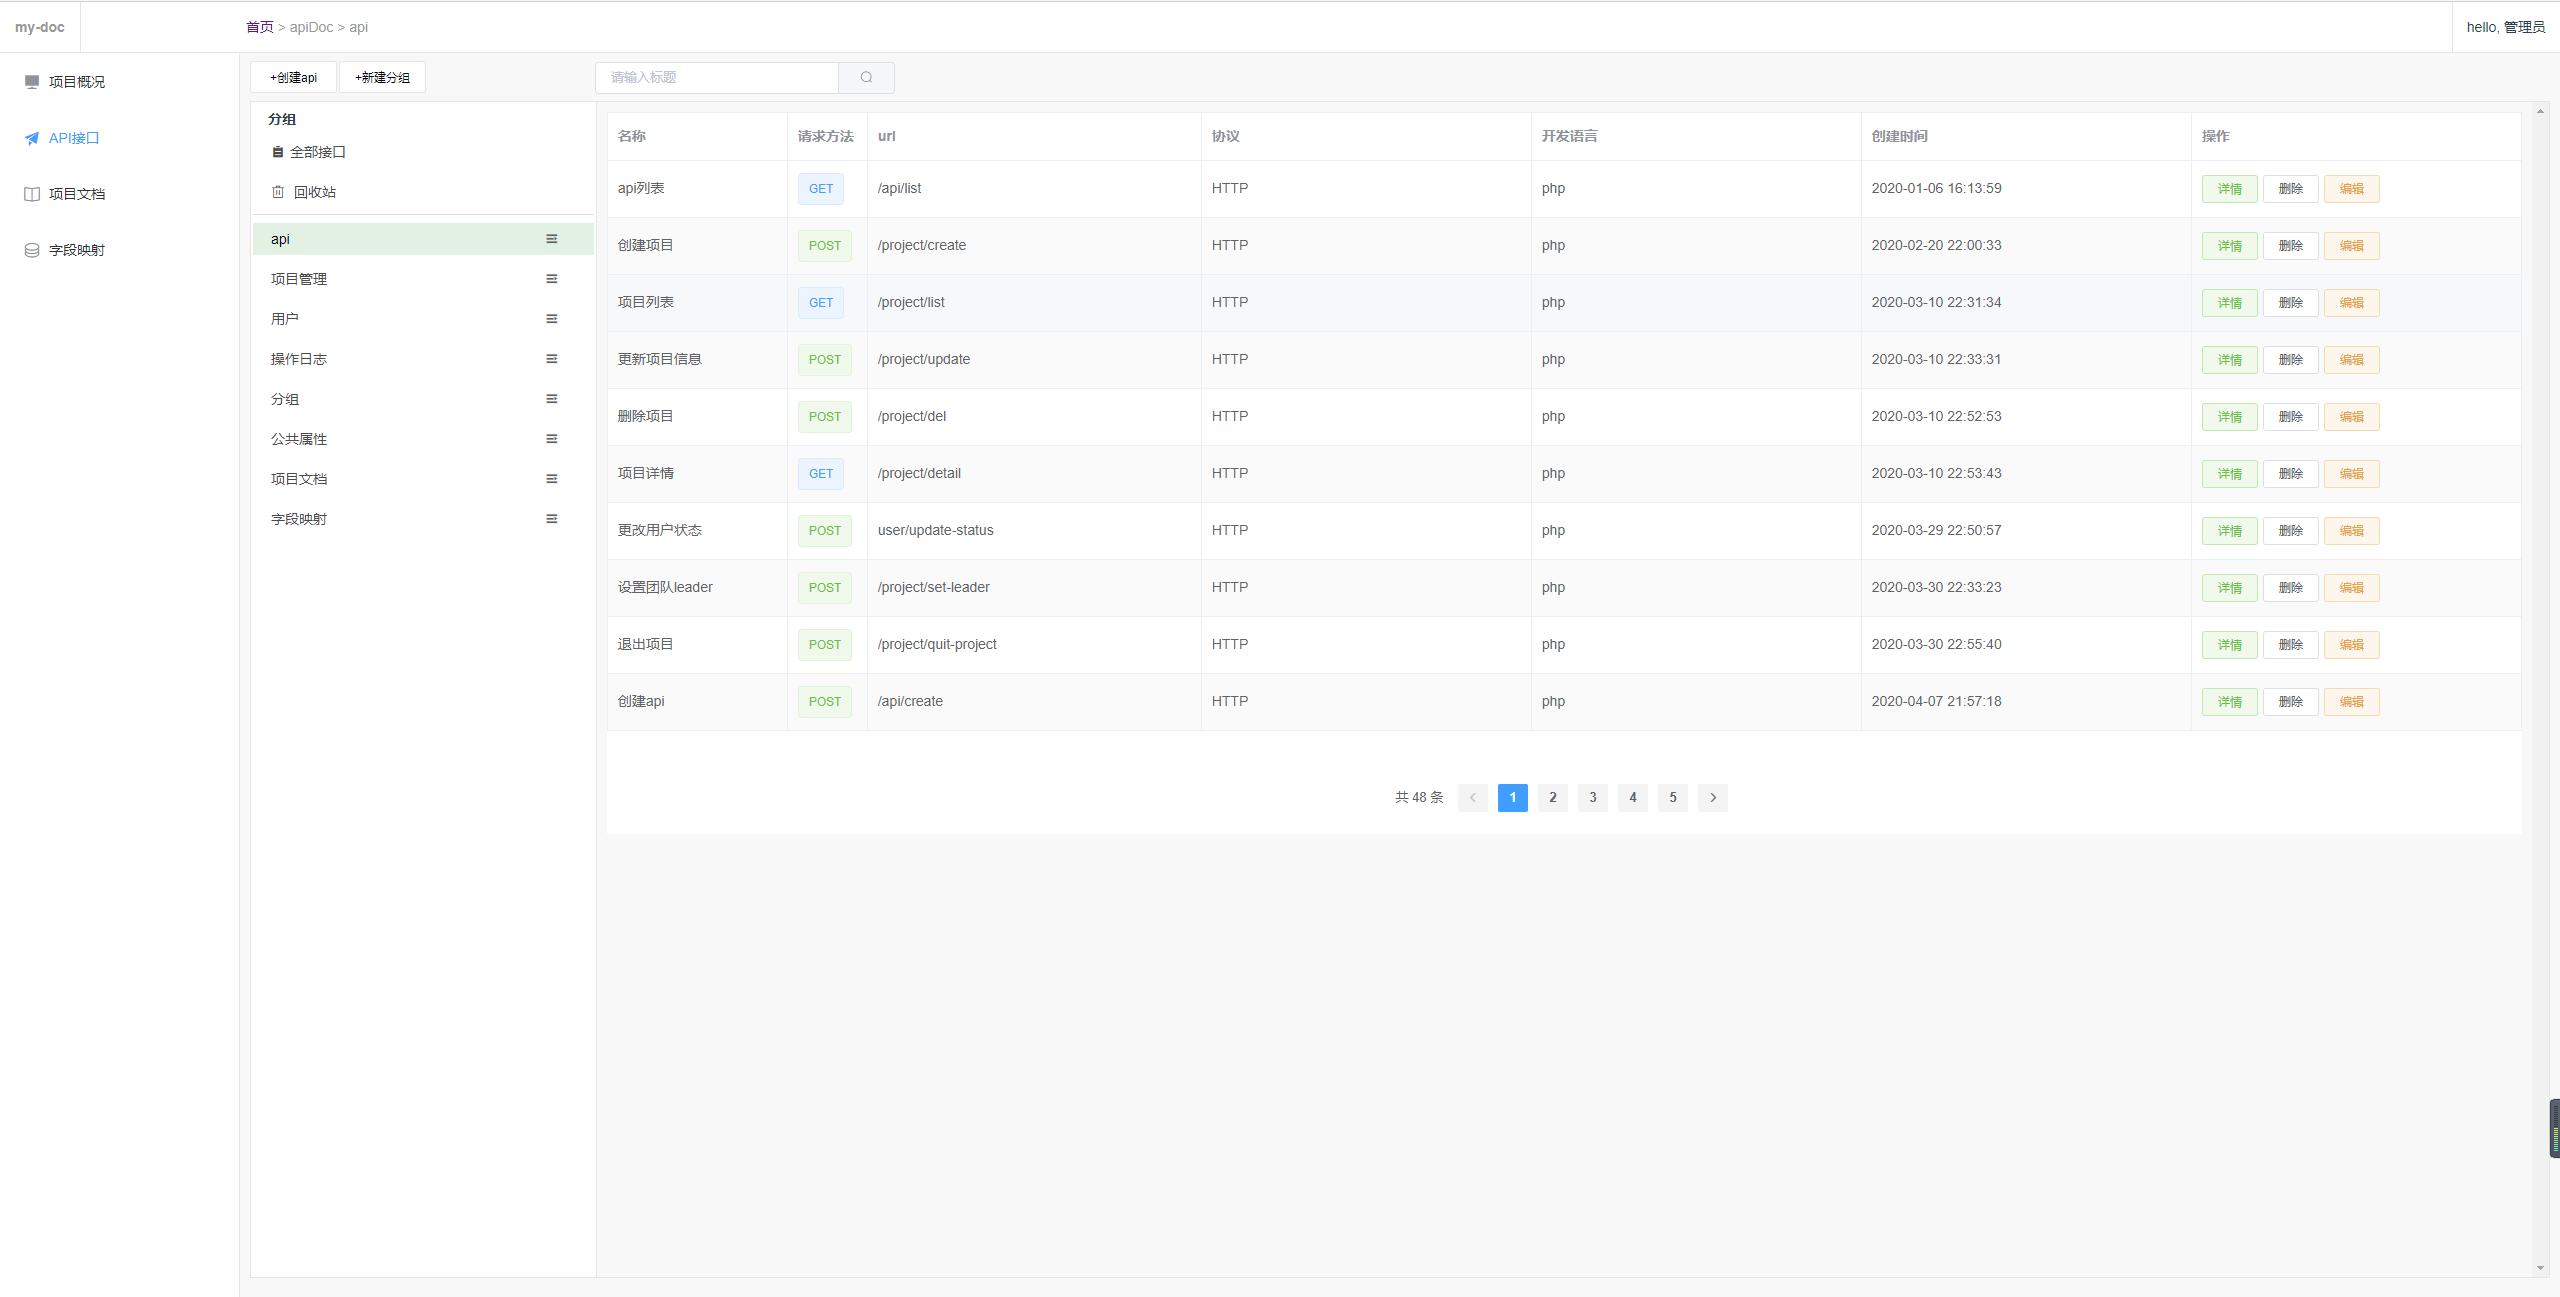 my-doc
首页 > apiDoc > api
hello, 管理员
项目概况
API接口
项目文档
字段映射
+创建api
+新建分组
请输入标题
分组
全部接口
回收站
api
项目管理
用户
操作日志
分组
公共属性
项目文档
字段映射
名称 请求方法 url 协议 开发语言 创建时间 操作
api列表 GET /api/list HTTP php 2020-01-06 16:13:59 详情 删除 编辑
创建项目 POST /project/create HTTP php 2020-02-20 22:00:33 详情 删除 编辑
项目列表 GET /project/list HTTP php 2020-03-10 22:31:34 详情 删除 编辑
更新项目信息 POST /project/update HTTP php 2020-03-10 22:33:31 详情 删除 编辑
删除项目 POST /project/del HTTP php 2020-03-10 22:52:53 详情 删除 编辑
项目详情 GET /project/detail HTTP php 2020-03-10 22:53:43 详情 删除 编辑
更改用户状态 POST user/update-status HTTP php 2020-03-29 22:50:57 详情 删除 编辑
设置团队leader POST /project/set-leader HTTP php 2020-03-30 22:33:23 详情 删除 编辑
退出项目 POST /project/quit-project HTTP php 2020-03-30 22:55:40 详情 删除 编辑
创建api POST /api/create HTTP php 2020-04-07 21:57:18 详情 删除 编辑
共 48 条 1 2 3 4 5